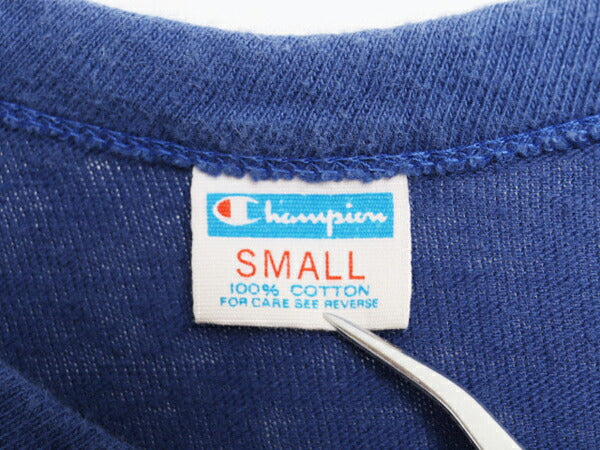 Champion
SMALL
100% COTTON
FOR CARE SEE REVERSE